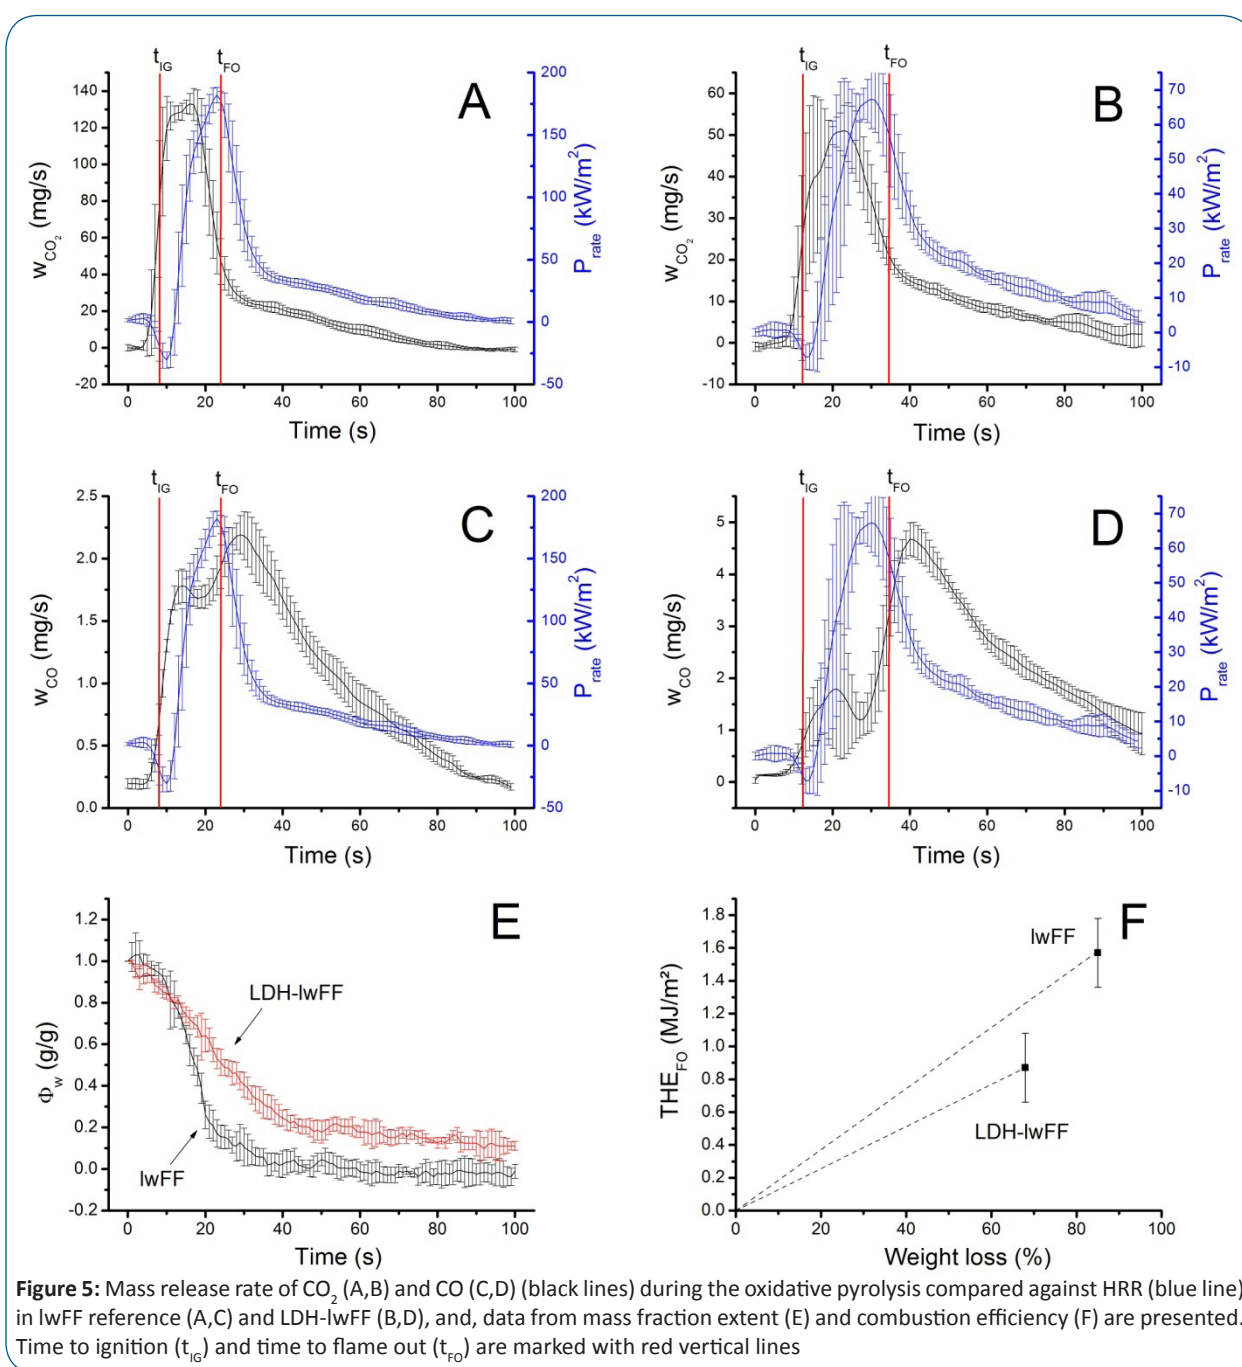 t_IG t_FO
A
w_CO2 (mg/s)
140
120
100
80
60
40
20
0
-20
200
150
100
50
0
-50
P_rate (kW/m²)
0 20 40 60 80 100
Time (s)
t_IG t_FO
B
w_CO2 (mg/s)
60
50
40
30
20
10
0
-10
70
60
50
40
30
20
10
0
-10
P_rate (kW/m²)
0 20 40 60 80 100
Time (s)
t_IG t_FO
C
w_CO (mg/s)
2.5
2.0
1.5
1.0
0.5
0.0
200
150
100
50
0
-50
P_rate (kW/m²)
0 20 40 60 80 100
Time (s)
t_IG t_FO
D
w_CO (mg/s)
5
4
3
2
1
0
70
60
50
40
30
20
10
0
-10
P_rate (kW/m²)
0 20 40 60 80 100
Time (s)
E
Φ_w (g/g)
1.2
1.0
0.8
0.6
0.4
0.2
0.0
-0.2
LDH-lwFF
lwFF
0 20 40 60 80 100
Time (s)
F
THE_FO (MJ/m²)
1.8
1.6
1.4
1.2
1.0
0.8
0.6
0.4
0.2
0.0
lwFF
LDH-lwFF
0 20 40 60 80 100
Weight loss (%)
Figure 5: Mass release rate of CO2 (A,B) and CO (C,D) (black lines) during the oxidative pyrolysis compared against HRR (blue line)
in lwFF reference (A,C) and LDH-lwFF (B,D), and, data from mass fraction extent (E) and combustion efficiency (F) are presented.
Time to ignition (t_IG) and time to flame out (t_FO) are marked with red vertical lines